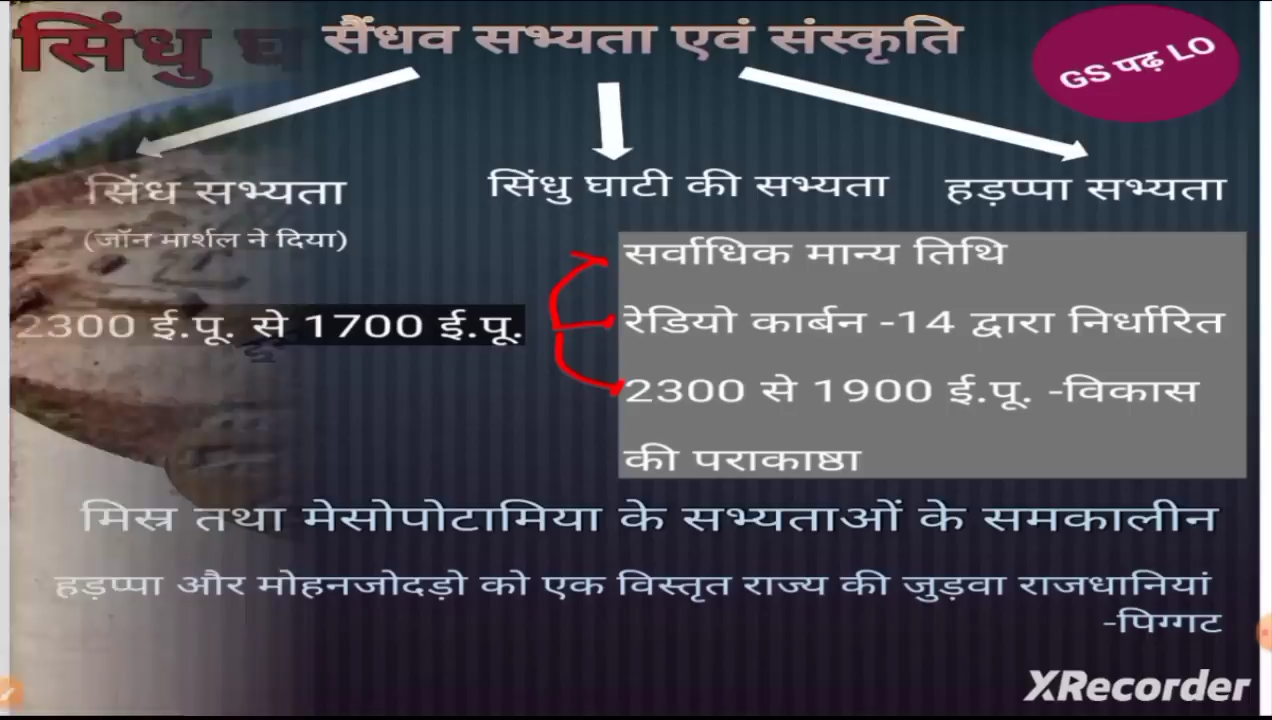 सिंधु घ
सैंधव सभ्यता एवं संस्कृति
GS पढ़ LO
सिंध सभ्यता
(जॉन मार्शल ने दिया)
सिंधु घाटी की सभ्यता
हड़प्पा सभ्यता
2300 ई.पू. से 1700 ई.पू.
सर्वाधिक मान्य तिथि
रेडियो कार्बन -14 द्वारा निर्धारित
2300 से 1900 ई.पू. -विकास
की पराकाष्ठा
मिस्र तथा मेसोपोटामिया के सभ्यताओं के समकालीन
हड़प्पा और मोहनजोदड़ो को एक विस्तृत राज्य की जुड़वा राजधानियां
-पिग्गट
XRecorder